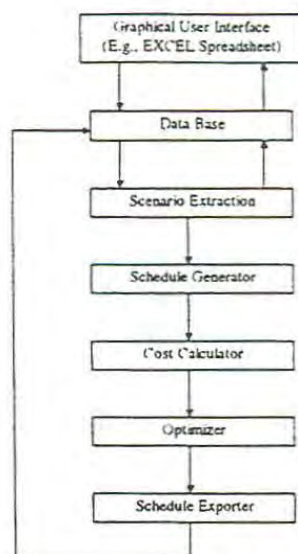 Graphical User Interface
(E.g., EXCEL Spreadsheet)
Data Base
Scenario Extraction
Schedule Generator
Cost Calculator
Optimizer
Schedule Exporter